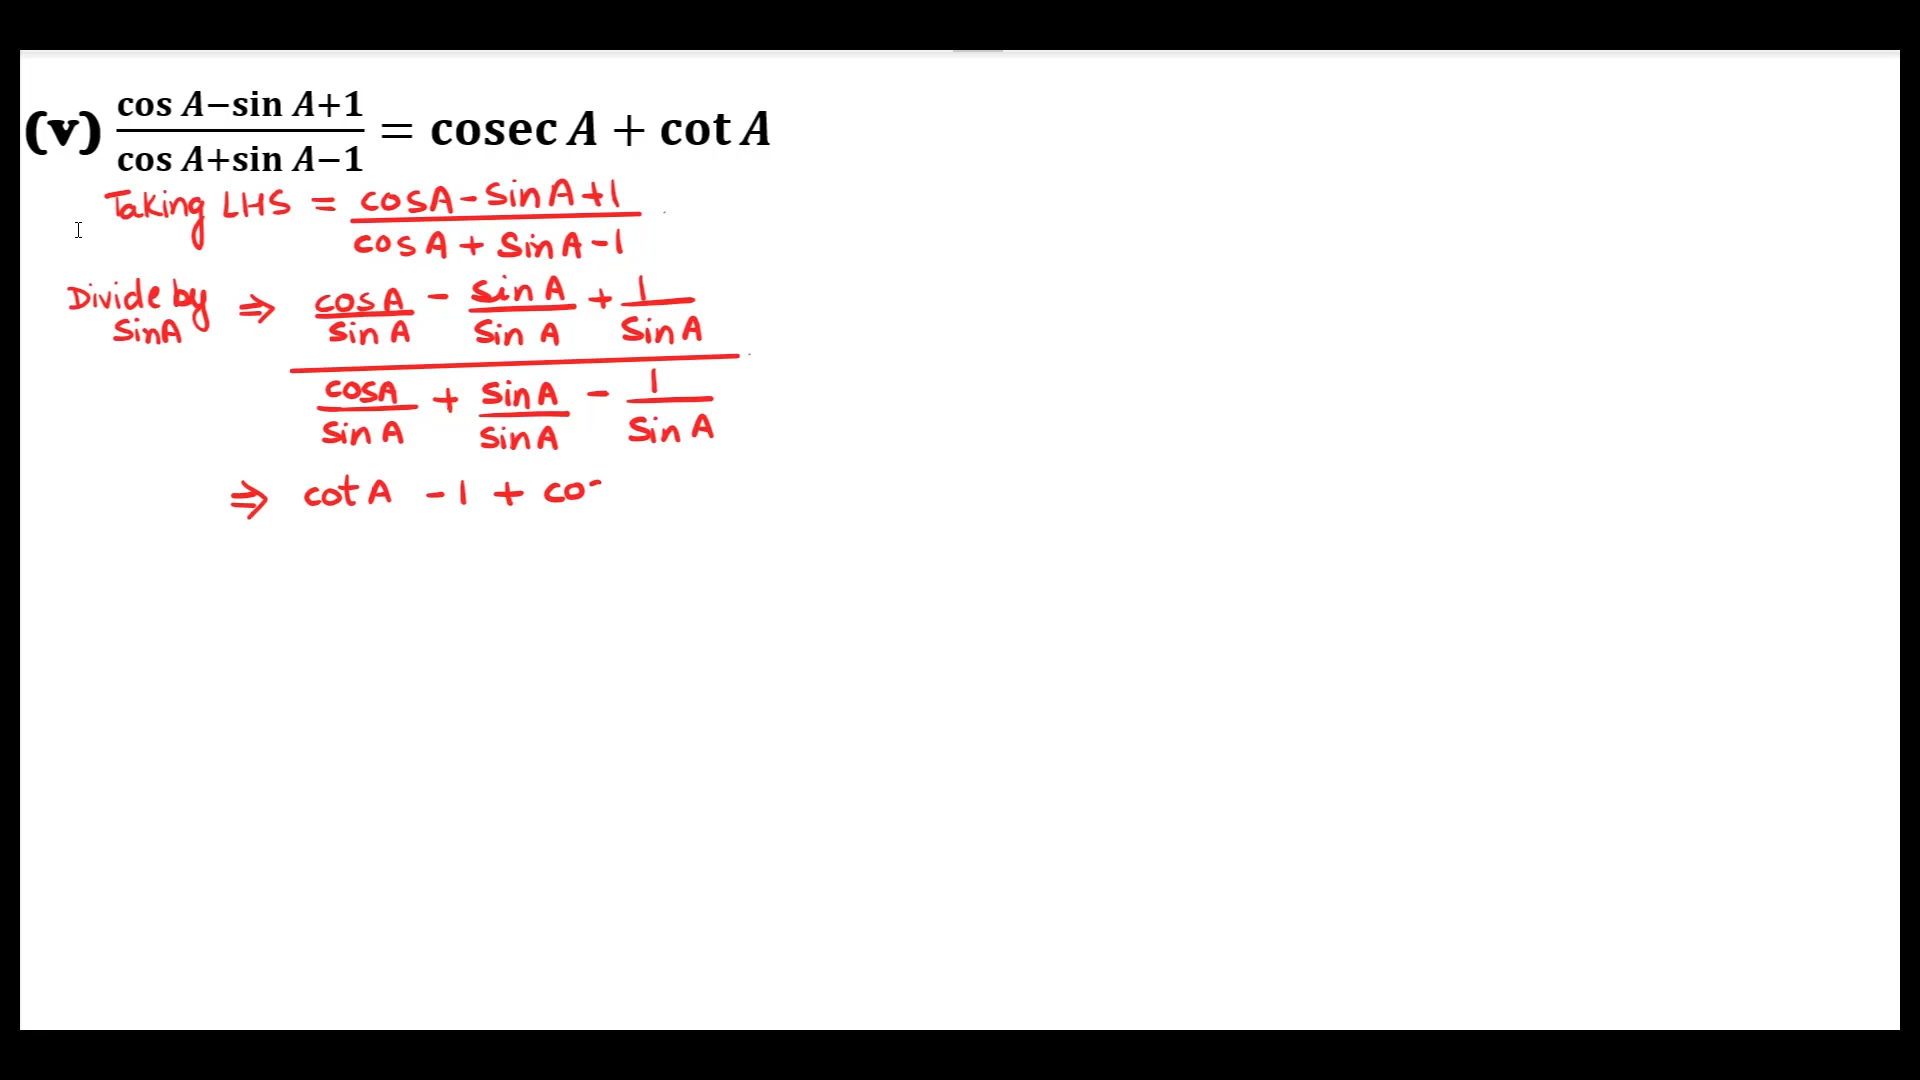 (v) cos A−sin A+1 / cos A+sin A−1 = cosec A + cot A
Taking LHS = cosA - SinA+1 / cosA + SinA-1
Divide by SinA ⇒ cosA/SinA - SinA/SinA + 1/SinA
cosA/SinA + SinA/SinA - 1/SinA
⇒ cotA -1 + co